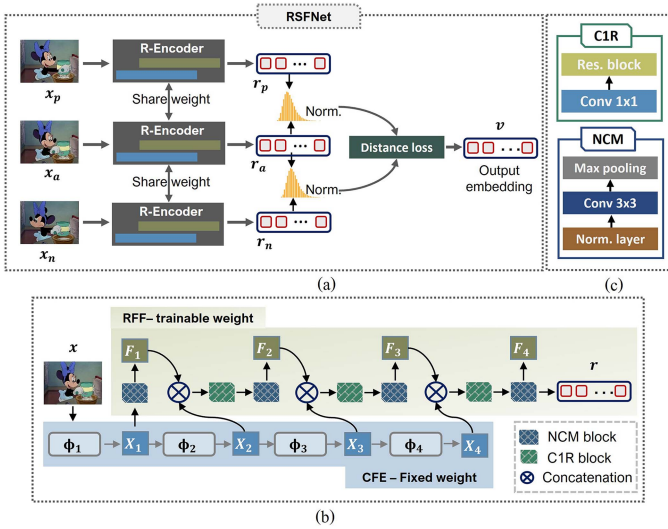 RSFNet
R-Encoder
x_p
r_p
Share weight
Norm.
R-Encoder
x_a
r_a
Distance loss
v
Output
embedding
Share weight
Norm.
R-Encoder
x_n
r_n
(a)
C1R
Res. block
Conv 1x1
NCM
Max pooling
Conv 3x3
Norm. layer
(c)
RFF– trainable weight
x
F_1
F_2
F_3
F_4
r
ϕ_1
X_1
ϕ_2
X_2
ϕ_3
X_3
ϕ_4
X_4
CFE – Fixed weight
NCM block
C1R block
Concatenation
(b)